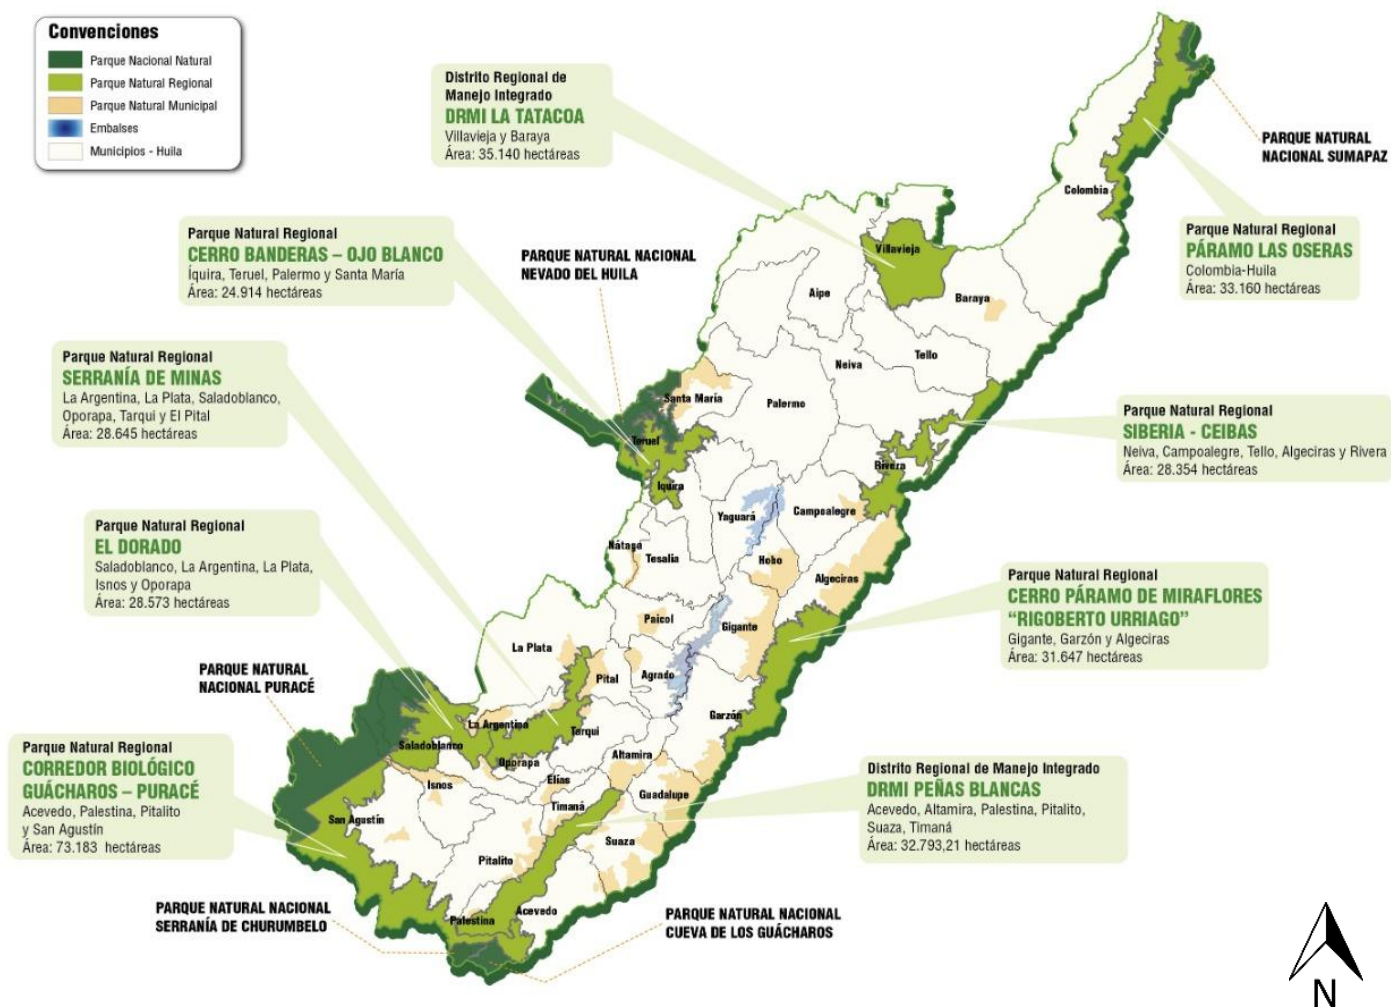 Convenciones
Parque Nacional Natural
Parque Natural Regional
Parque Natural Municipal
Embalses
Municipios - Huila
Distrito Regional de
Manejo Integrado
DRMI LA TATACOA
Villavieja y Baraya
Área: 35.140 hectáreas
PARQUE NATURAL
NACIONAL SUMAPAZ
Parque Natural Regional
PÁRAMO LAS OSERAS
Colombia-Huila
Área: 33.160 hectáreas
Parque Natural Regional
CERRO BANDERAS – OJO BLANCO
Íquira, Teruel, Palermo y Santa María
Área: 24.914 hectáreas
PARQUE NATURAL NACIONAL
NEVADO DEL HUILA
Parque Natural Regional
SERRANÍA DE MINAS
La Argentina, La Plata, Saladoblanco,
Oporapa, Tarqui y El Pital
Área: 28.645 hectáreas
Parque Natural Regional
SIBERIA - CEIBAS
Neiva, Campoalegre, Tello, Algeciras y Rivera
Área: 28.354 hectáreas
Parque Natural Regional
EL DORADO
Saladoblanco, La Argentina, La Plata,
Isnos y Oporapa
Área: 28.573 hectáreas
Parque Natural Regional
CERRO PÁRAMO DE MIRAFLORES
“RIGOBERTO URRIAGO”
Gigante, Garzón y Algeciras
Área: 31.647 hectáreas
PARQUE NATURAL
NACIONAL PURACÉ
Parque Natural Regional
CORREDOR BIOLÓGICO
GUÁCHAROS – PURACÉ
Acevedo, Palestina, Pitalito
y San Agustín
Área: 73.183 hectáreas
Distrito Regional de Manejo Integrado
DRMI PEÑAS BLANCAS
Acevedo, Altamira, Palestina, Pitalito,
Suaza, Timaná
Área: 32.793,21 hectáreas
PARQUE NATURAL NACIONAL
SERRANÍA DE CHURUMBELO
PARQUE NATURAL NACIONAL
CUEVA DE LOS GUÁCHAROS
Colombia
Villavieja
Aipe
Baraya
Tello
Neiva
Santa María
Palermo
Teruel
Rivera
Iquira
Yaguará
Campoalegre
Nátaga
Tesalia
Hobo
Algeciras
Paicol
Gigante
La Plata
Pital
Agrado
Garzón
La Argentina
Tarqui
Saladoblanco
Oporapa
Altamira
Elías
Isnos
Guadalupe
Timaná
San Agustín
Suaza
Pitalito
Palestina
Acevedo
N